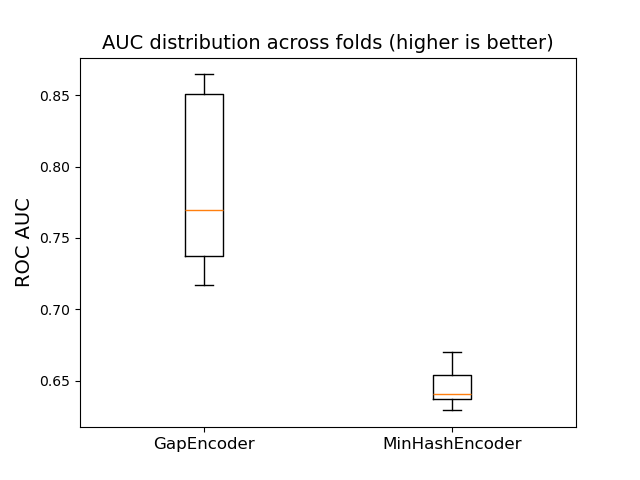 AUC distribution across folds (higher is better)
ROC AUC
0.85
0.80
0.75
0.70
0.65
GapEncoder
MinHashEncoder